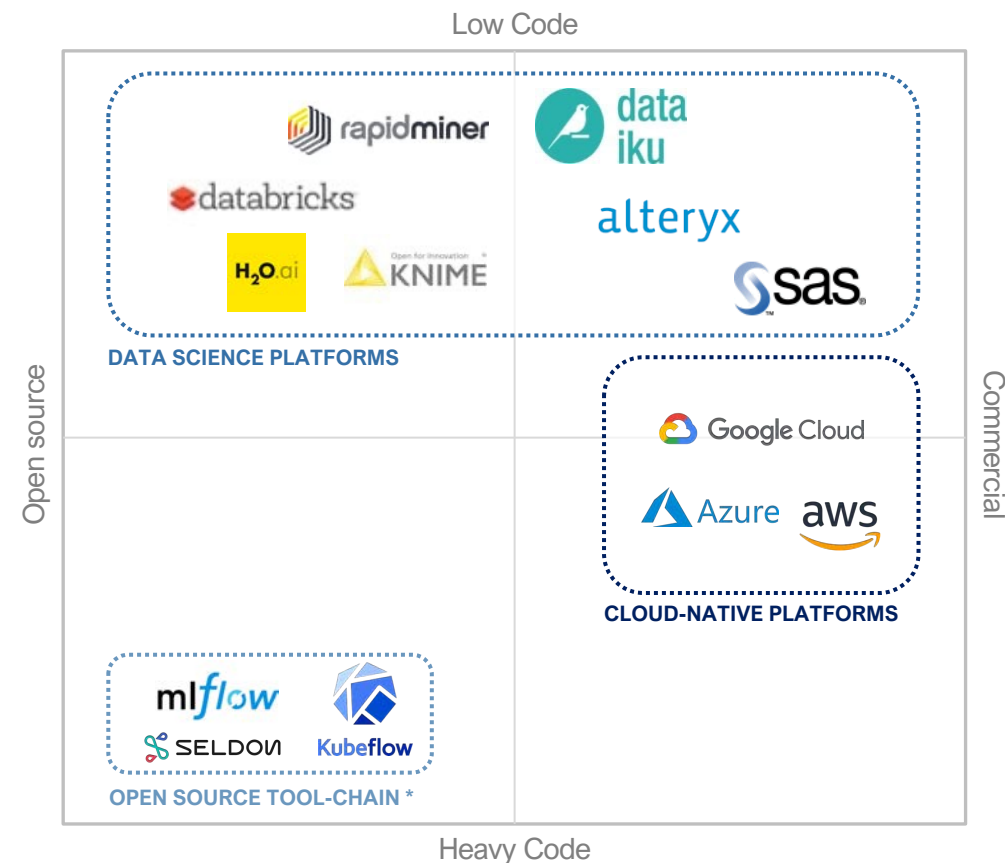 Low Code
rapidminer
data
iku
databricks
alteryx
H2O.ai
Open for Innovation
KNIME
sas
DATA SCIENCE PLATFORMS
Open source
Commercial
Google Cloud
Azure
aws
CLOUD-NATIVE PLATFORMS
mlflow
SELDON
Kubeflow
OPEN SOURCE TOOL-CHAIN *
Heavy Code